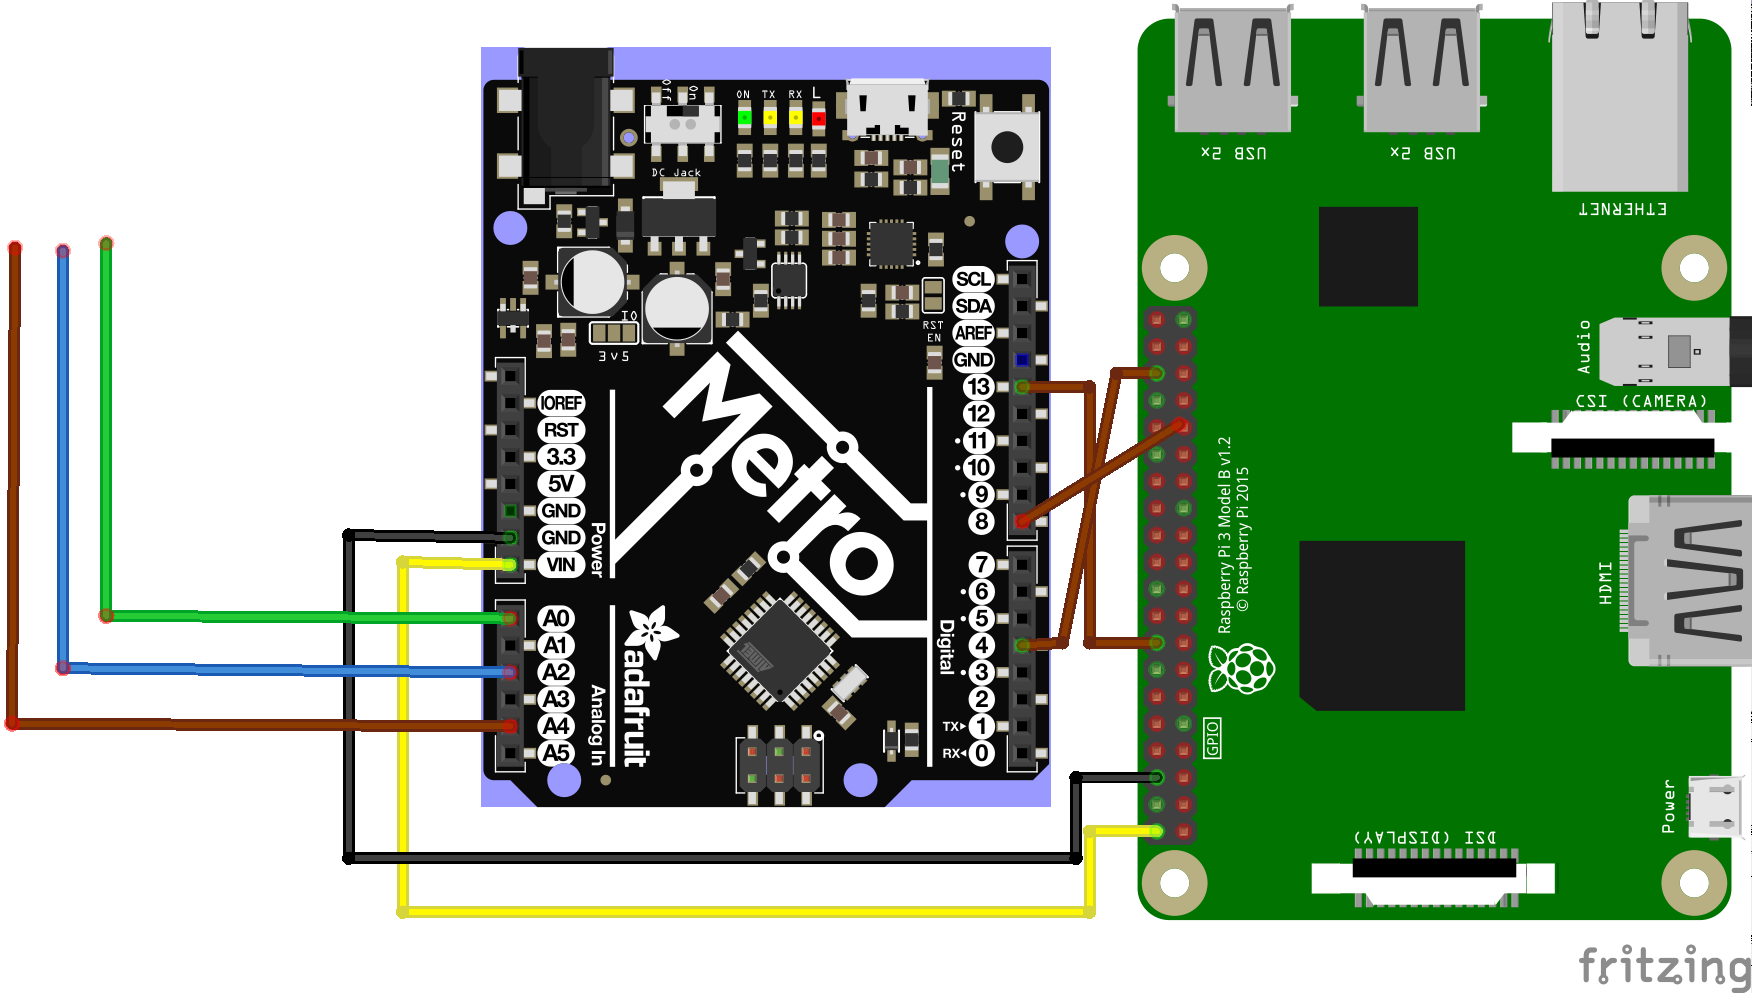 Off
On
ON TX RX L
Reset
DC Jack
IO
3v5
RST
EN
SCL
SDA
AREF
GND
13
12
11
10
9
8
7
6
5
4
3
2
TX 1
RX 0
Digital
IOREF
RST
3.3
5V
GND
GND
VIN
Power
A0
A1
A2
A3
A4
A5
Analog In
Metro
adafruit
USB 2x
USB 2x
ETHERNET
Audio
CSI (CAMERA)
HDMI
Raspberry Pi 3 Model B v1.2
© Raspberry Pi 2015
GPIO
Power
DSI (DISPLAY)
fritzing